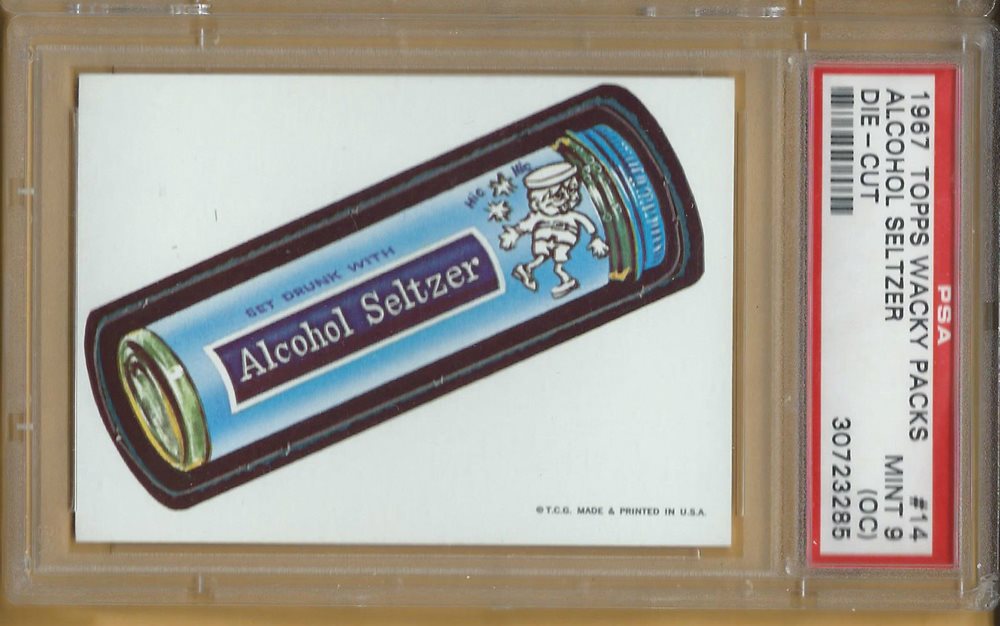 PSA
1967 TOPPS WACKY PACKS #14
ALCOHOL SELTZER MINT 9
DIE-CUT (OC)
30723285
Hic Hic
GET DRUNK WITH
Alcohol Seltzer
© T.C.G. MADE & PRINTED IN U.S.A.